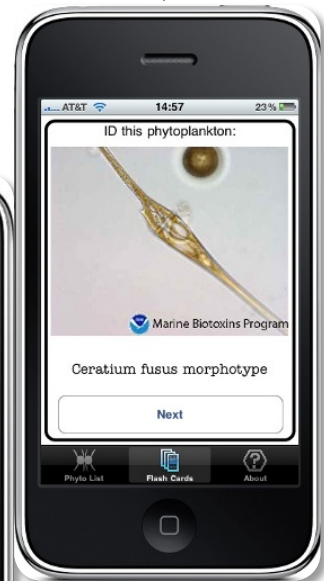 AT&T 14:57 23%
ID this phytoplankton:
Marine Biotoxins Program
Ceratium fusus morphotype
Next
Phyto List Flash Cards About